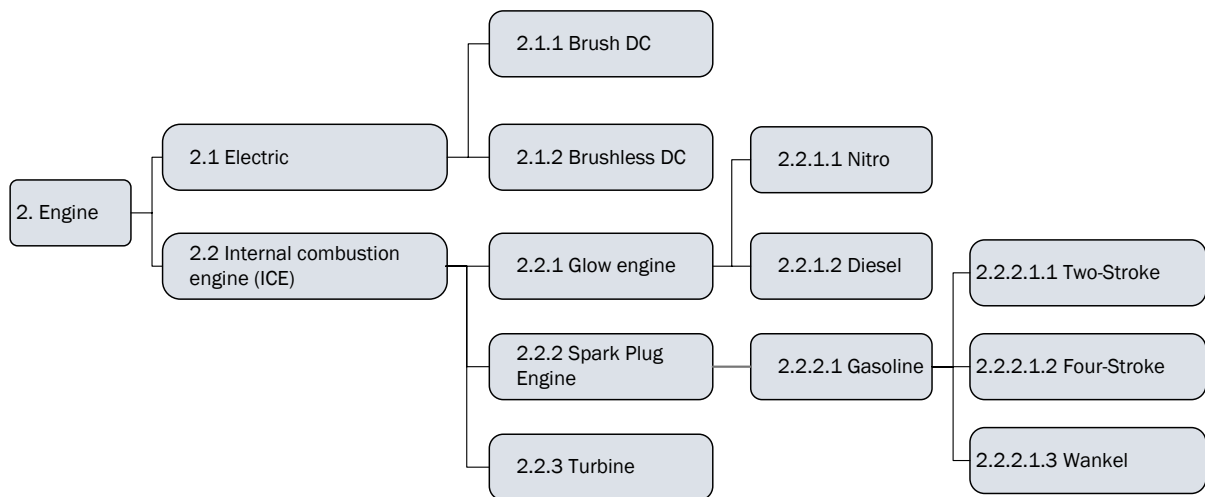 2.1.1 Brush DC
2.1 Electric
2.1.2 Brushless DC
2.2.1.1 Nitro
2. Engine
2.2 Internal combustion
engine (ICE)
2.2.1 Glow engine
2.2.1.2 Diesel
2.2.2.1.1 Two-Stroke
2.2.2 Spark Plug
Engine
2.2.2.1 Gasoline
2.2.2.1.2 Four-Stroke
2.2.3 Turbine
2.2.2.1.3 Wankel